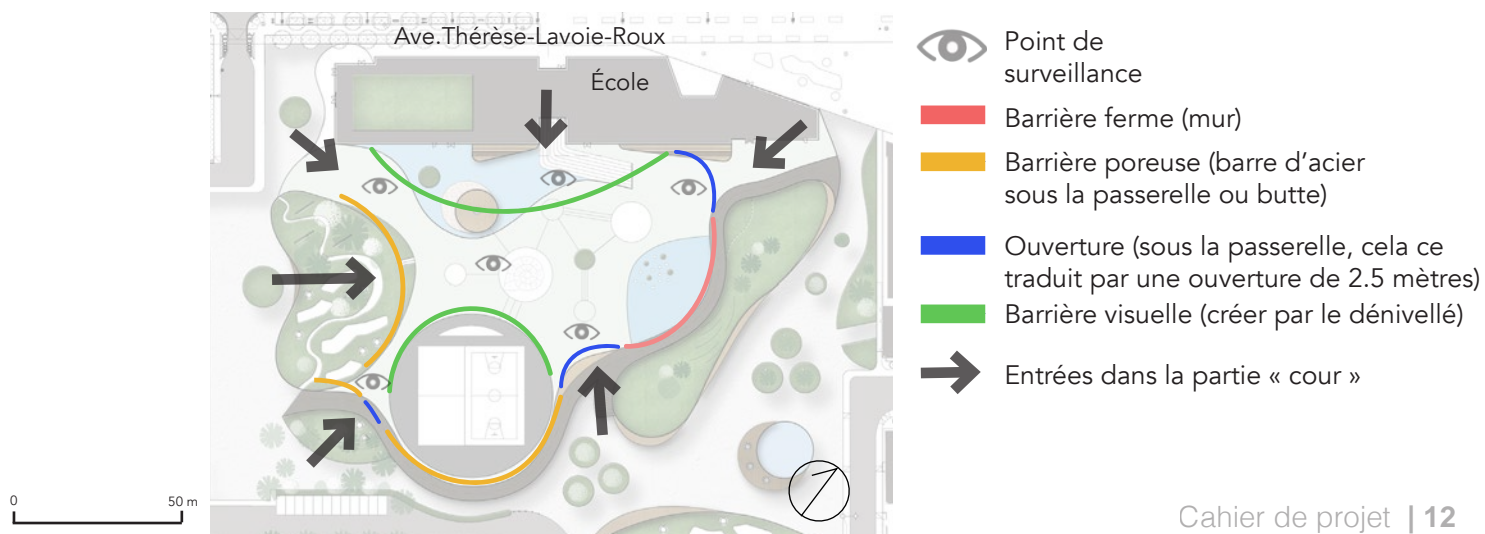 Ave.Thérèse-Lavoie-Roux
École
Point de
surveillance
Barrière ferme (mur)
Barrière poreuse (barre d'acier
sous la passerelle ou butte)
Ouverture (sous la passerelle, cela ce
traduit par une ouverture de 2.5 mètres)
Barrière visuelle (créer par le dénivellé)
Entrées dans la partie « cour »
0
50 m
Cahier de projet | 12